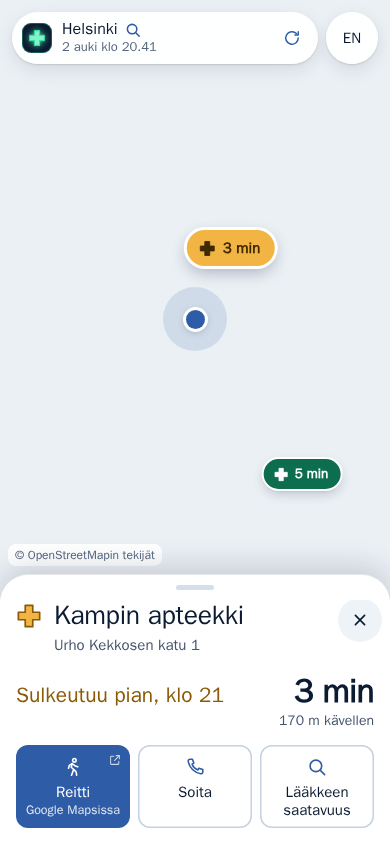 Helsinki
2 auki klo 20.41
EN
3 min
5 min
© OpenStreetMapin tekijät
Kampin apteekki
Urho Kekkosen katu 1
Sulkeutuu pian, klo 21
3 min
170 m kävellen
Reitti
Google Mapsissa
Soita
Lääkkeen
saatavuus